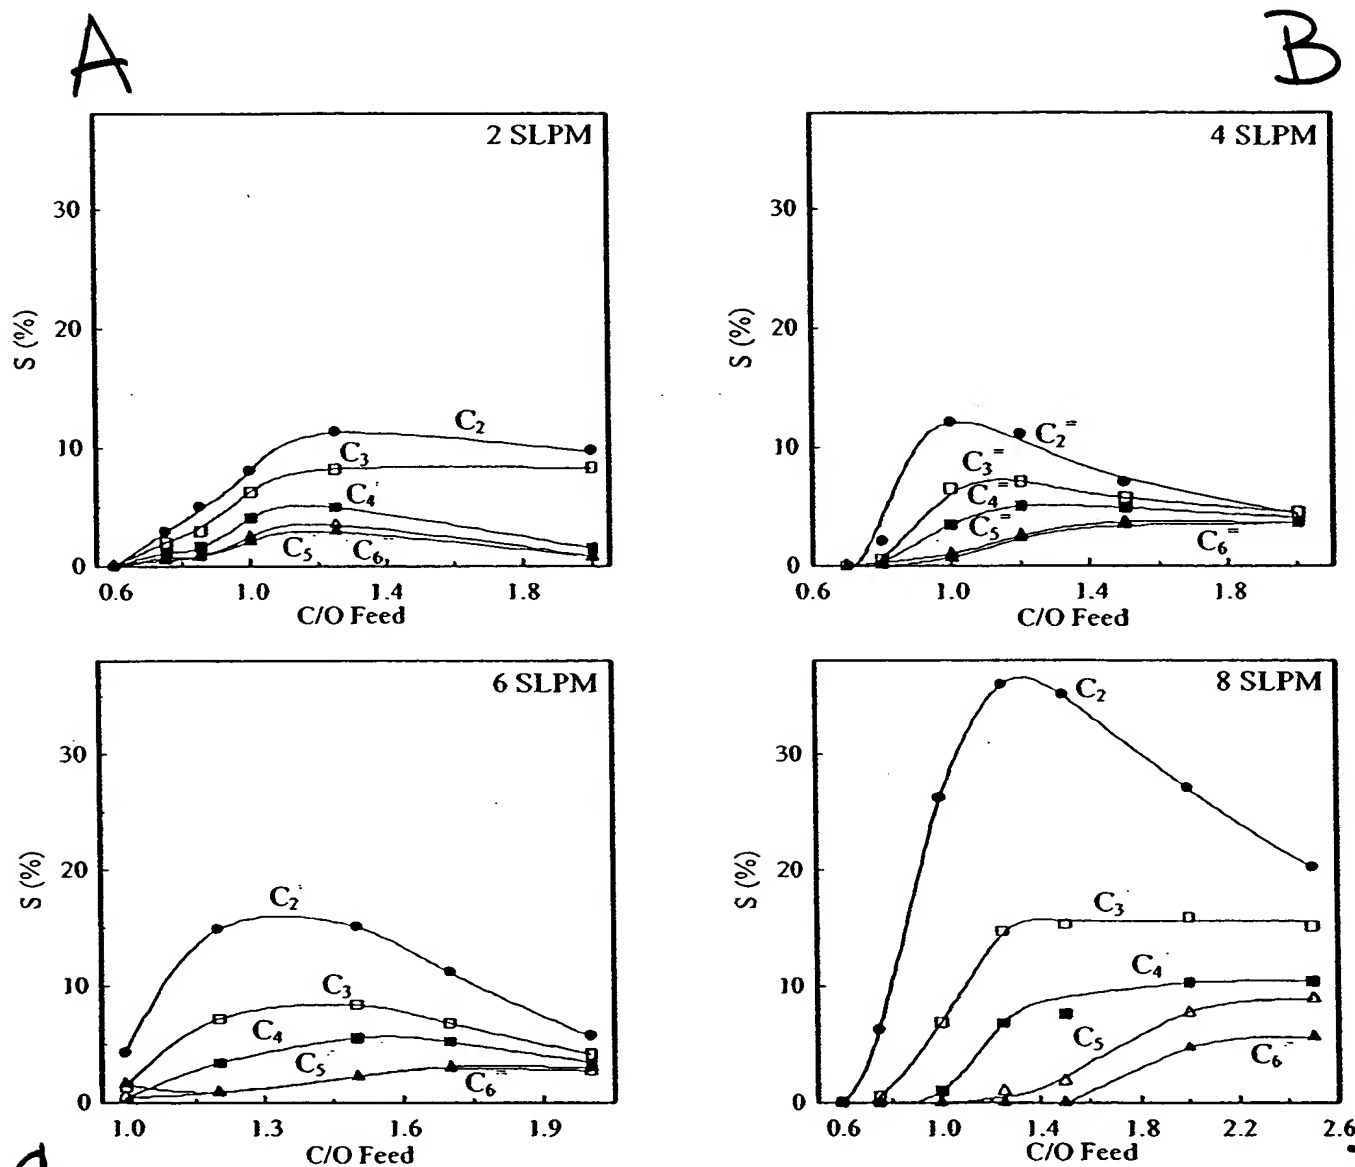 A
B
2 SLPM
30
20
10
0
S (%)
C2
C3
C4
C5 C6
0.6 1.0 1.4 1.8
C/O Feed
4 SLPM
30
20
10
0
S (%)
C2=
C3=
C4=
C5=
C6=
0.6 1.0 1.4 1.8
C/O Feed
6 SLPM
30
20
10
0
S (%)
C2
C3
C4
C5
C6=
1.0 1.3 1.6 1.9
C/O Feed
8 SLPM
30
20
10
0
S (%)
C2
C3
C4
C5
C6=
0.6 1.0 1.4 1.8 2.2 2.6
C/O Feed